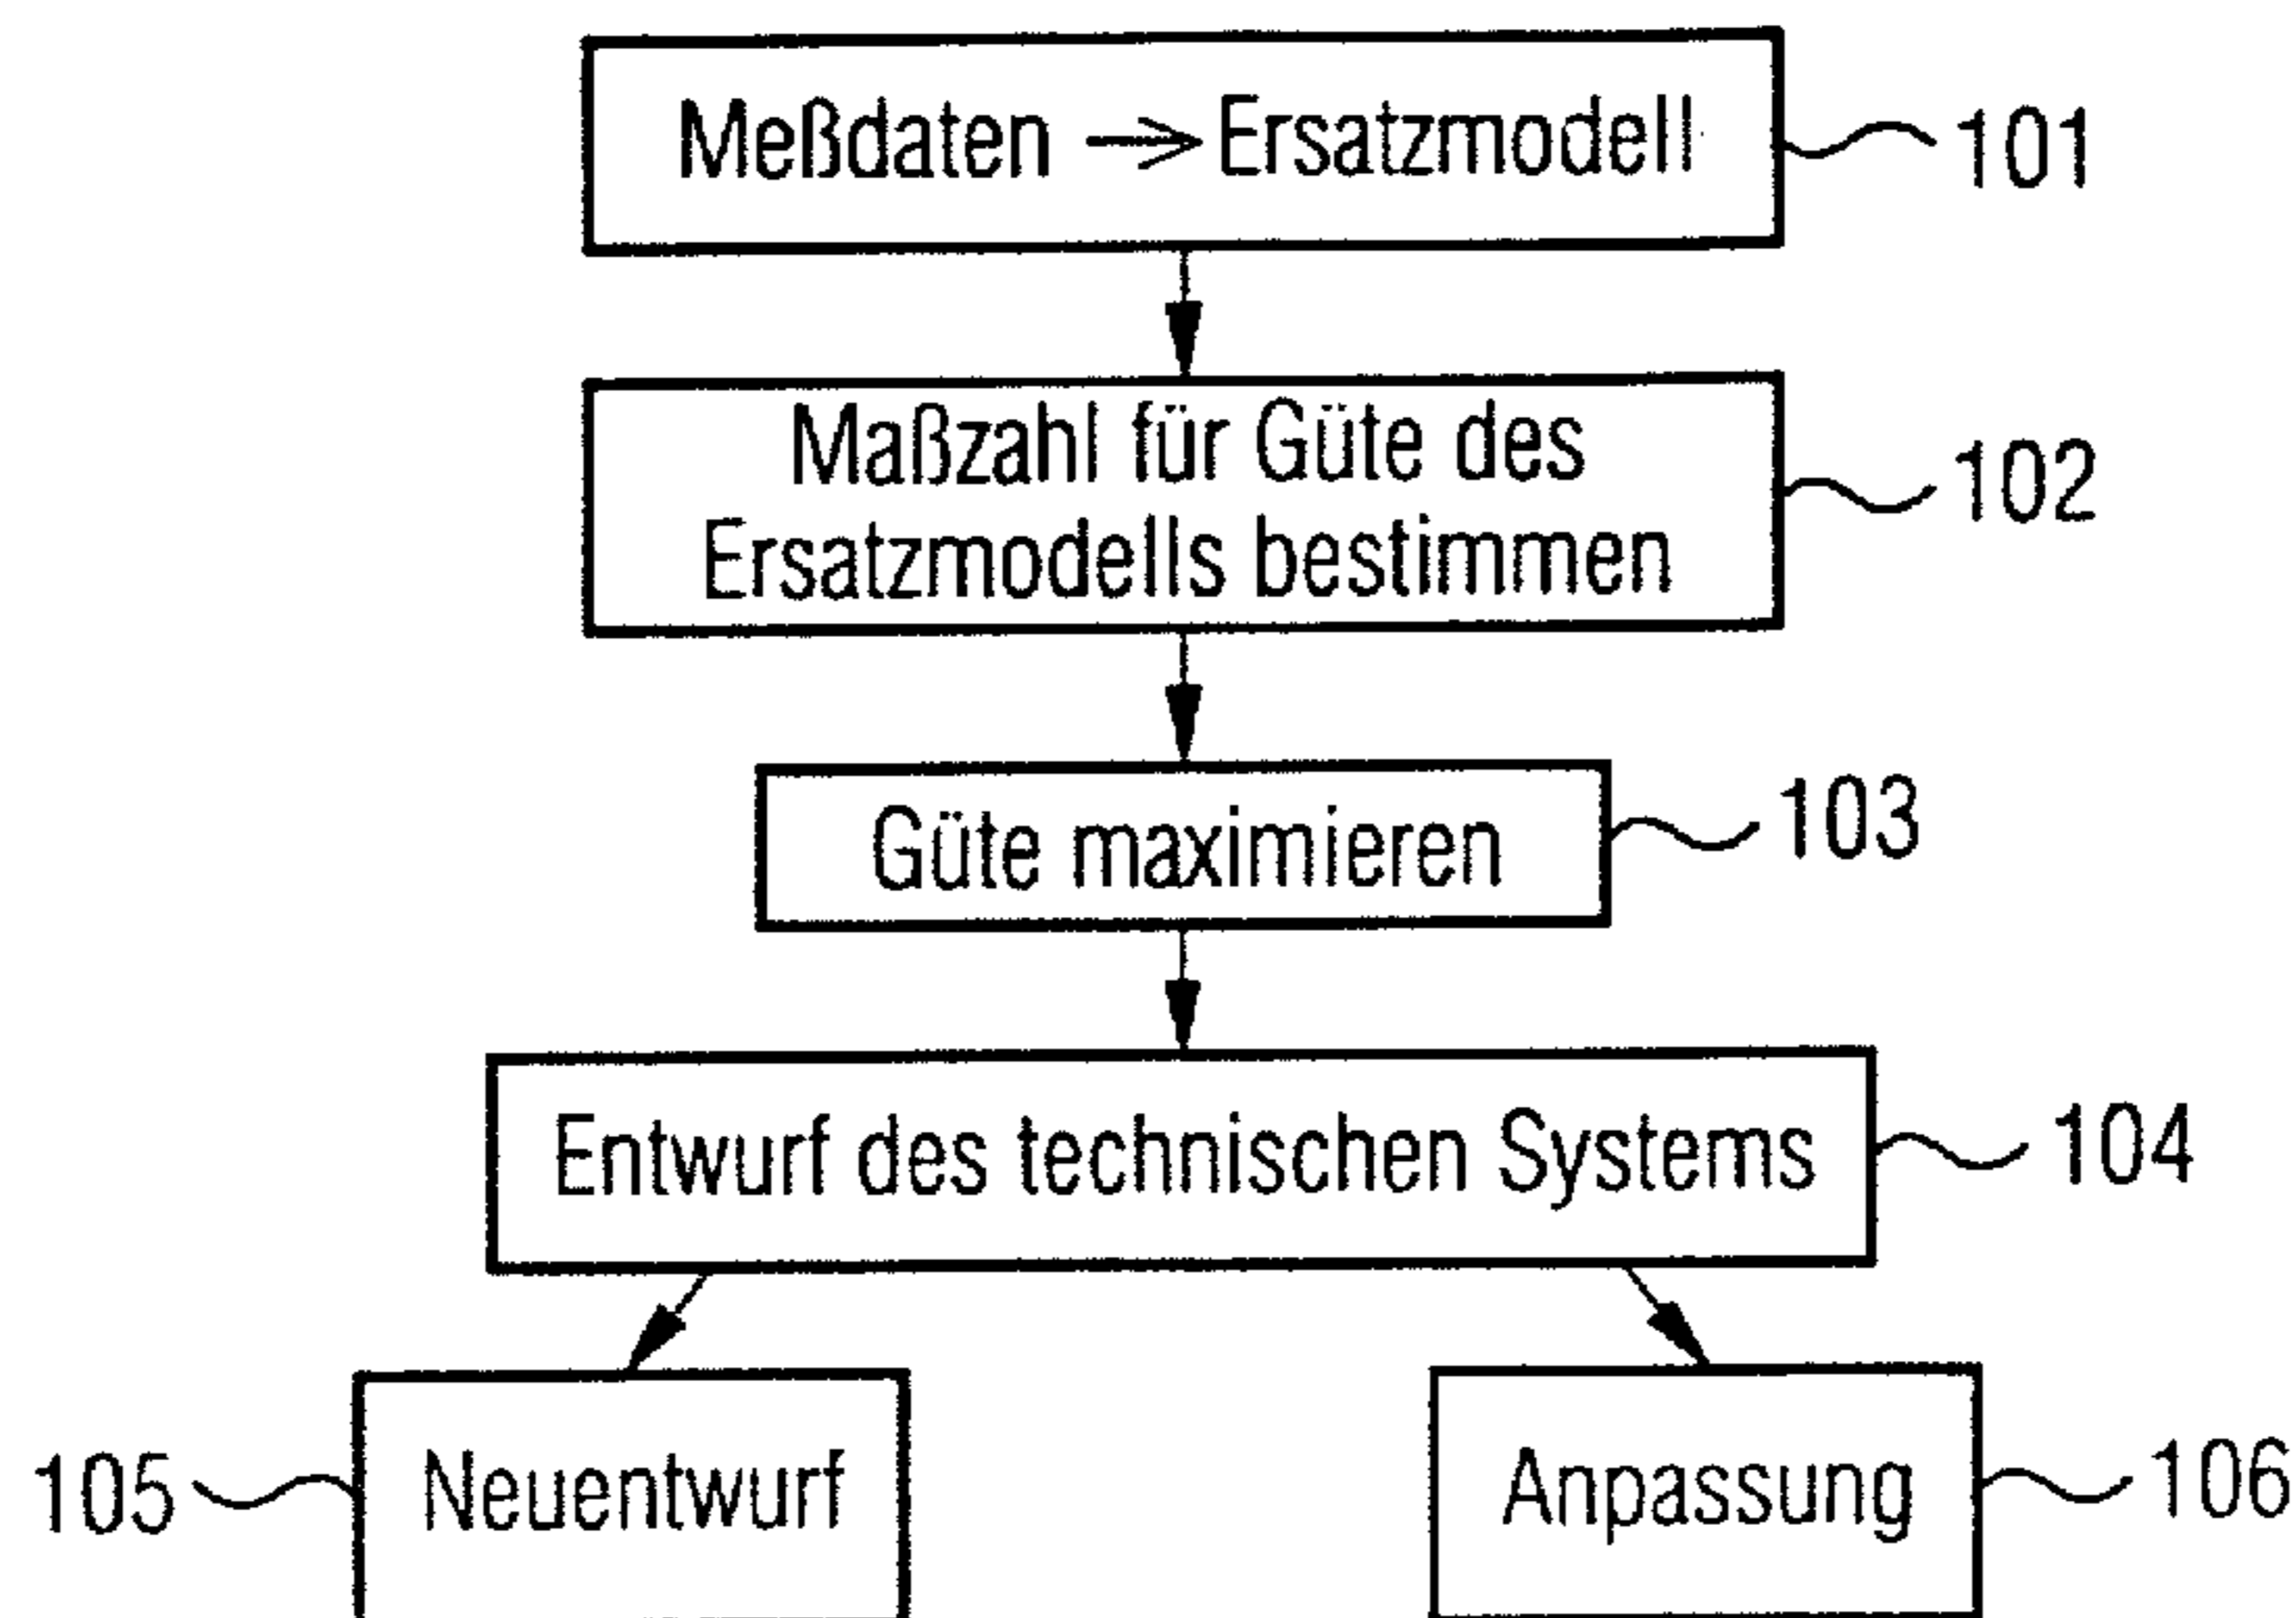 Meßdaten → Ersatzmodell
101
Maßzahl für Güte des
Ersatzmodells bestimmen
102
Güte maximieren
103
Entwurf des technischen Systems
104
105
Neuentwurf
Anpassung
106